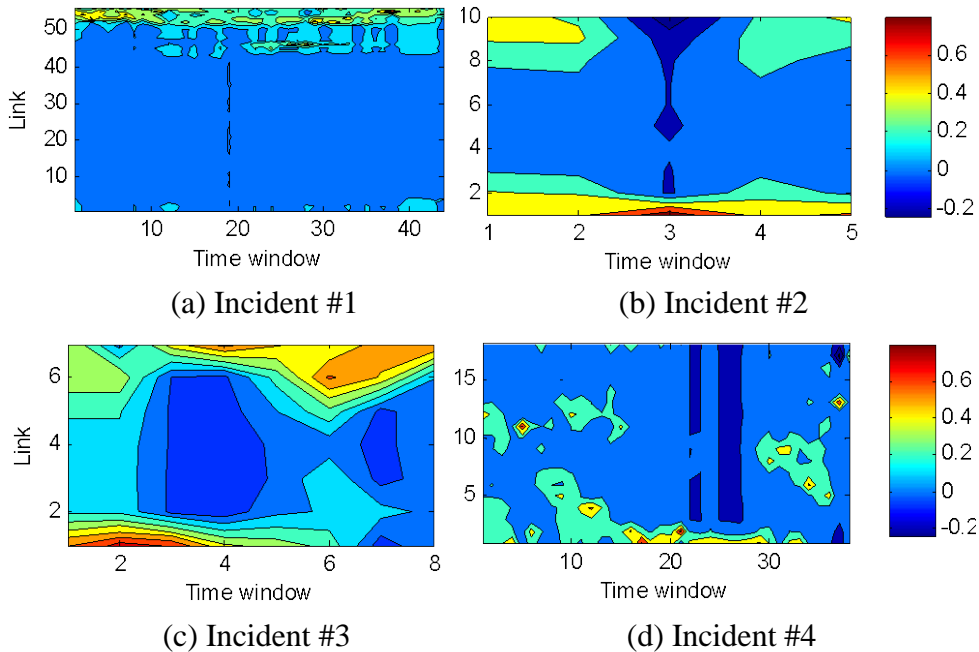 50
40
30
20
10
Link
10 20 30 40
Time window
(a) Incident #1
10
8
6
4
2
1 2 3 4 5
Time window
(b) Incident #2
0.6
0.4
0.2
0
-0.2
6
4
2
Link
2 4 6 8
Time window
(c) Incident #3
15
10
5
10 20 30
Time window
(d) Incident #4
0.6
0.4
0.2
0
-0.2